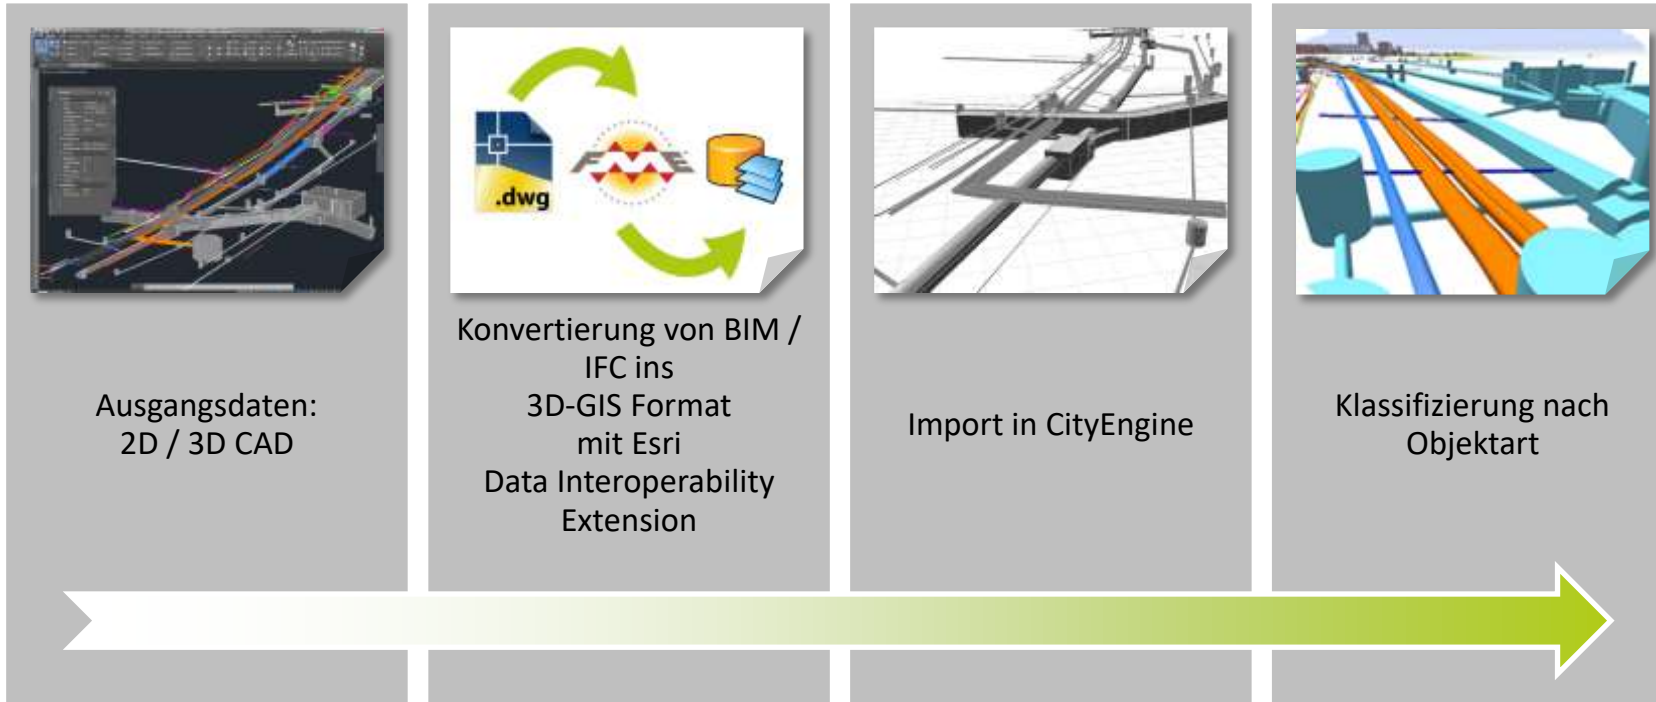 .dwg
FME
Ausgangsdaten:
2D / 3D CAD
Konvertierung von BIM /
IFC ins
3D-GIS Format
mit Esri
Data Interoperability
Extension
Import in CityEngine
Klassifizierung nach
Objektart